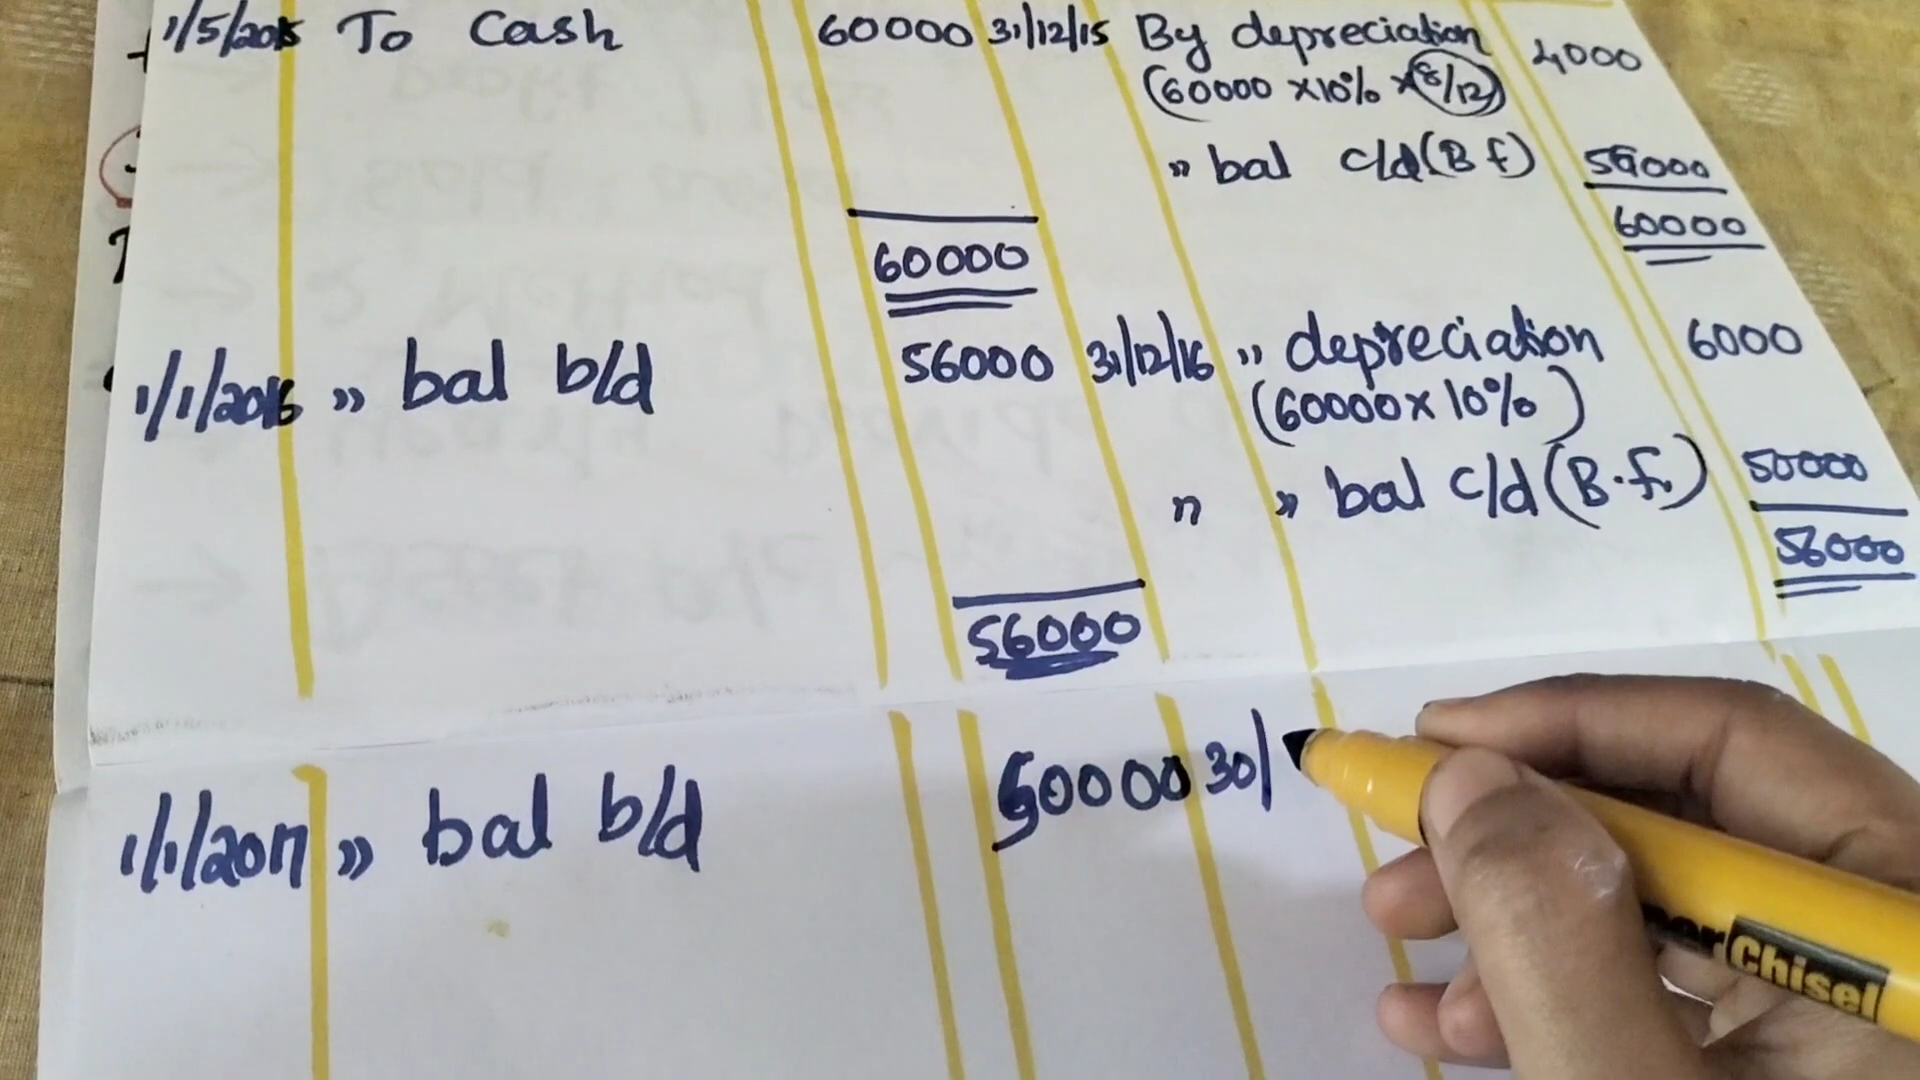 1/5/2015 To Cash 60000 31/12/15 By depreciation 4000
(60000 x10% x 8/12)
" bal c/d (B f) 56000
60000 60000
1/1/2016 " bal b/d 56000 31/12/16 " depreciation 6000
(60000 x 10%)
" " bal c/d (B.f.) 50000
56000
56000
1/1/2017 " bal b/d 50000 30/
Chisel